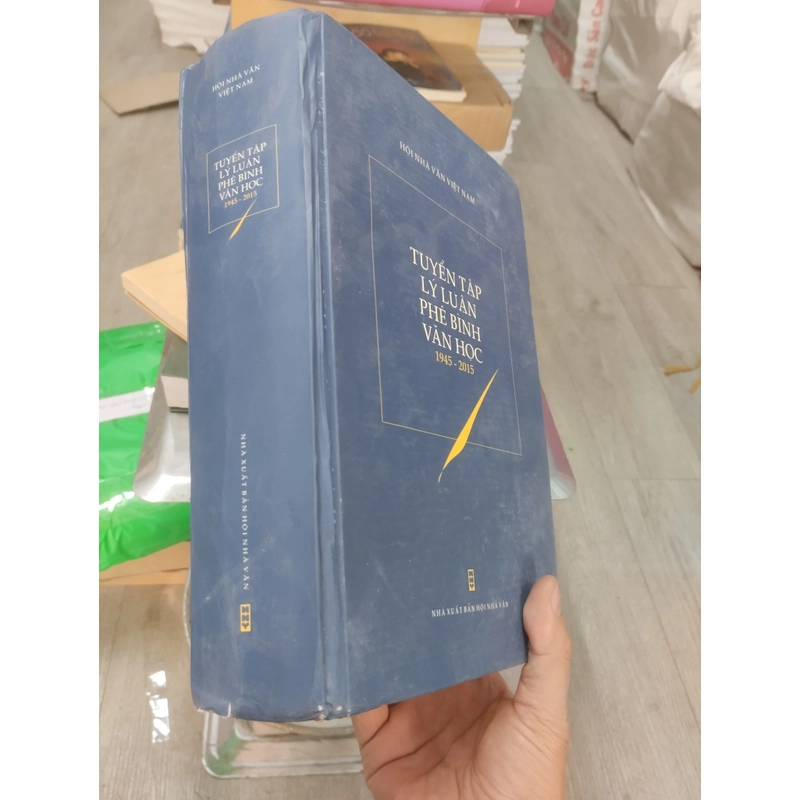 HỘI NHÀ VĂN
VIỆT NAM
TUYỂN TẬP
LÝ LUẬN
PHÊ BÌNH
VĂN HỌC
1945 - 2015
NHÀ XUẤT BẢN HỘI NHÀ VĂN
HNV
HỘI NHÀ VĂN VIỆT NAM
TUYỂN TẬP
LÝ LUẬN
PHÊ BÌNH
VĂN HỌC
1945 - 2015
HNV
NHÀ XUẤT BẢN HỘI NHÀ VĂN